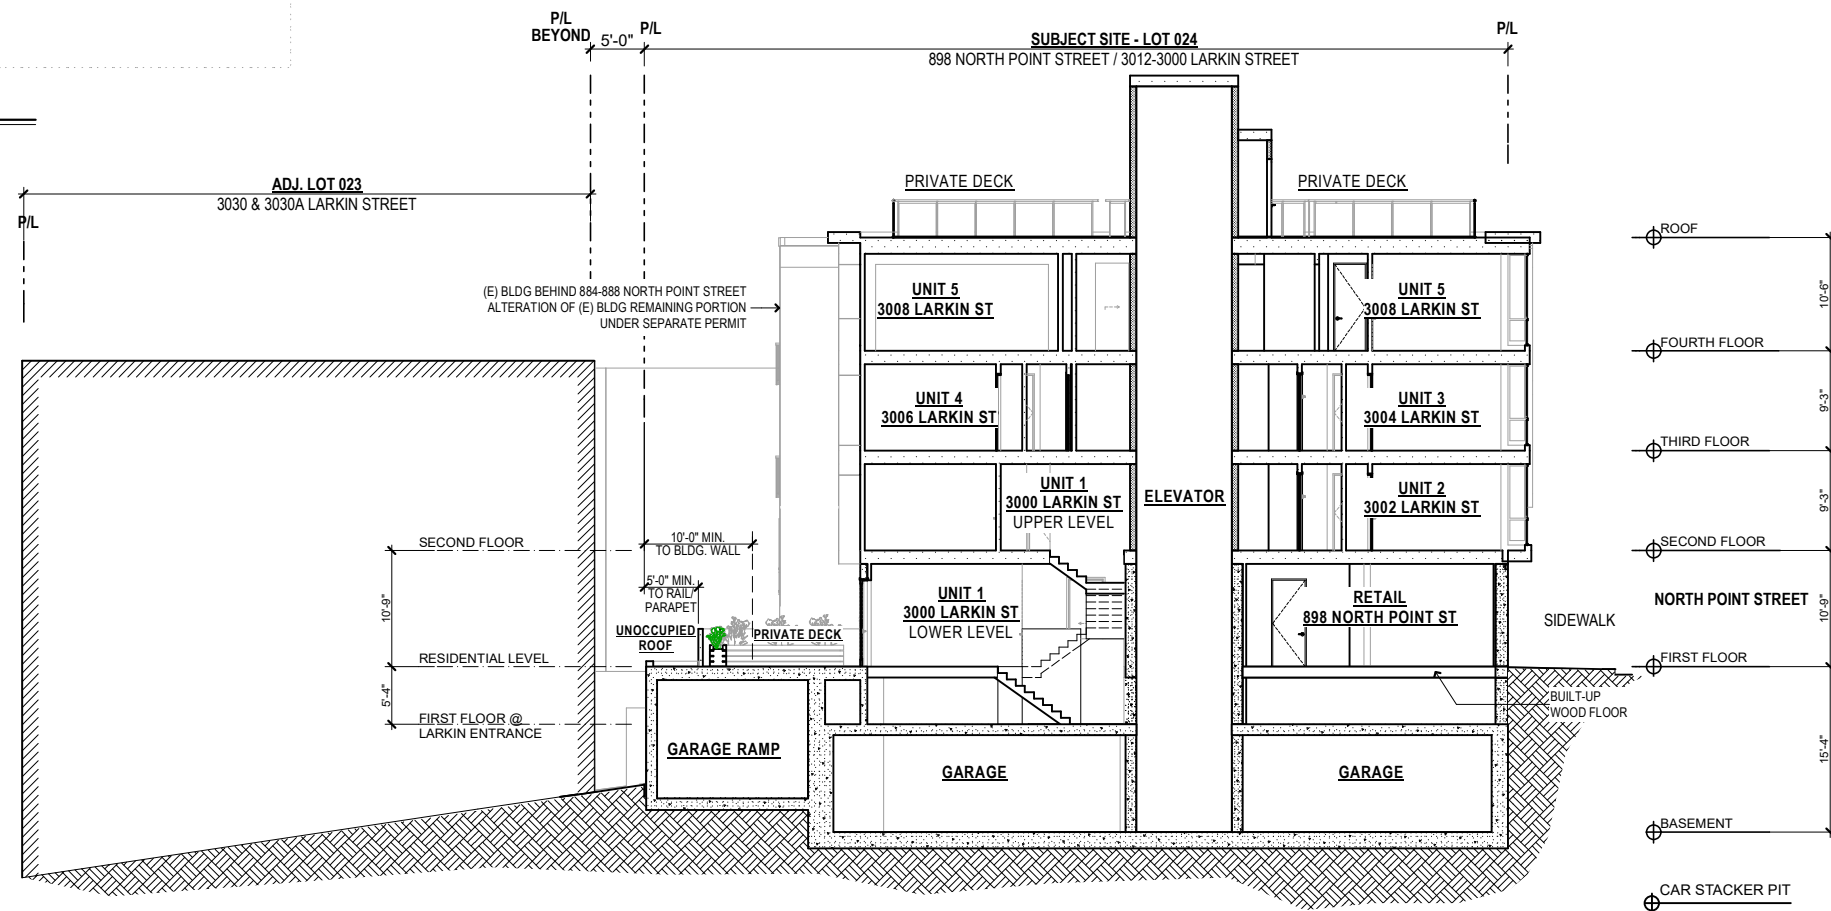 P/L
BEYOND
5'-0"
P/L
SUBJECT SITE - LOT 024
898 NORTH POINT STREET / 3012-3000 LARKIN STREET
P/L
ADJ. LOT 023
3030 & 3030A LARKIN STREET
P/L
PRIVATE DECK
PRIVATE DECK
ROOF
(E) BLDG BEHIND 884-888 NORTH POINT STREET
ALTERATION OF (E) BLDG REMAINING PORTION
UNDER SEPARATE PERMIT
UNIT 5
3008 LARKIN ST
UNIT 5
3008 LARKIN ST
10'-6"
FOURTH FLOOR
UNIT 4
3006 LARKIN ST
UNIT 3
3004 LARKIN ST
9'-3"
THIRD FLOOR
UNIT 1
3000 LARKIN ST
UPPER LEVEL
ELEVATOR
UNIT 2
3002 LARKIN ST
9'-3"
SECOND FLOOR
SECOND FLOOR
10'-0" MIN.
TO BLDG. WALL
5'-0" MIN.
TO RAIL/
PARAPET
10'-9"
UNOCCUPIED
ROOF
PRIVATE DECK
UNIT 1
3000 LARKIN ST
LOWER LEVEL
RETAIL
898 NORTH POINT ST
SIDEWALK
NORTH POINT STREET
10'-9"
RESIDENTIAL LEVEL
FIRST FLOOR
5'-4"
FIRST FLOOR @
LARKIN ENTRANCE
BUILT-UP
WOOD FLOOR
GARAGE RAMP
GARAGE
GARAGE
15'-4"
BASEMENT
CAR STACKER PIT